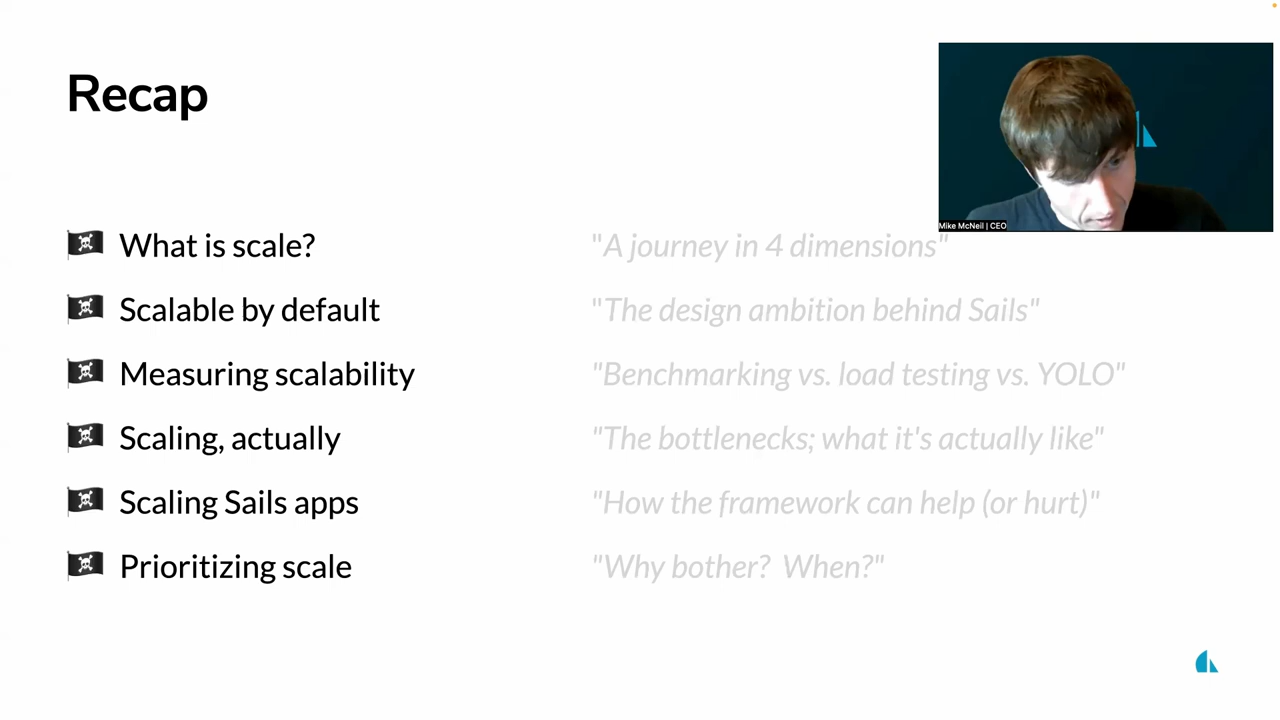 Recap
Mike McNeil | CEO
What is scale? "A journey in 4 dimensions"
Scalable by default "The design ambition behind Sails"
Measuring scalability "Benchmarking vs. load testing vs. YOLO"
Scaling, actually "The bottlenecks; what it's actually like"
Scaling Sails apps "How the framework can help (or hurt)"
Prioritizing scale "Why bother? When?"